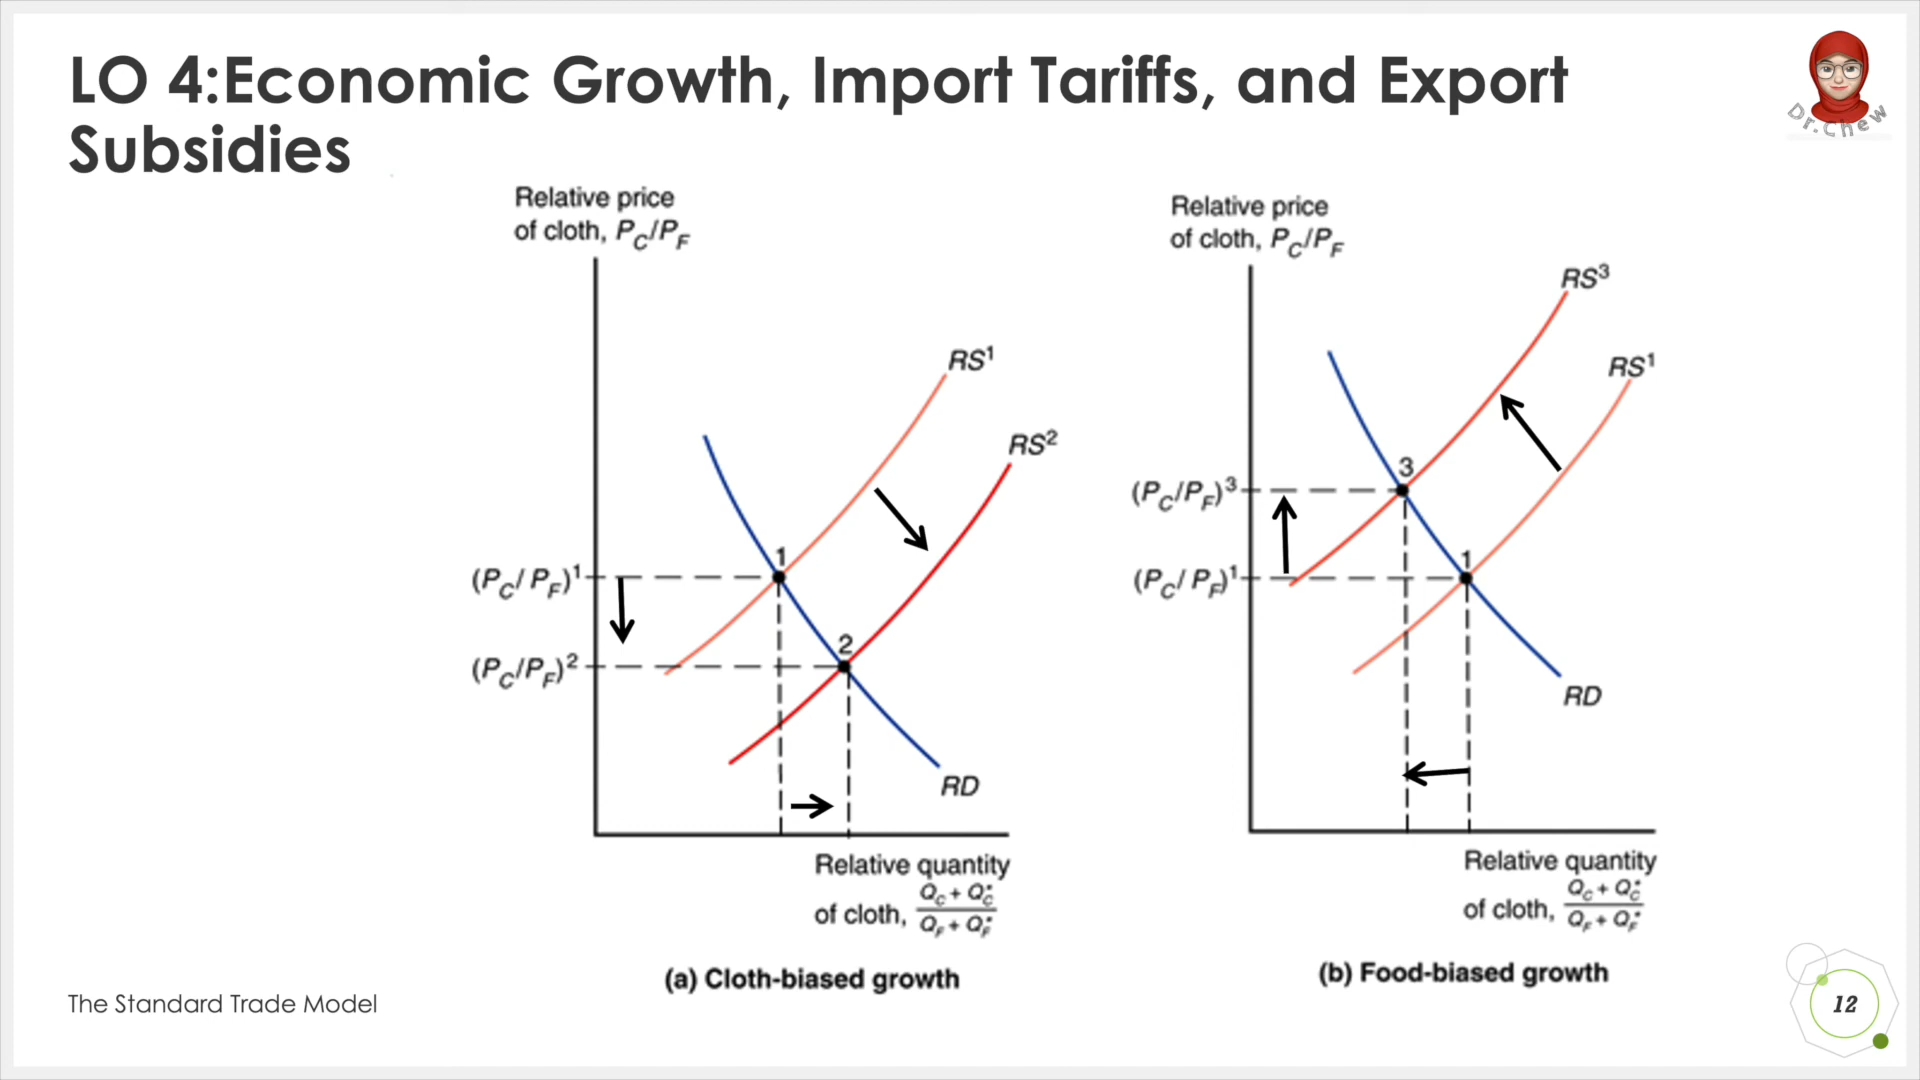 LO 4:Economic Growth, Import Tariffs, and Export
Subsidies
Dr.Chew
Relative price
of cloth, P_C/P_F
RS¹
RS²
1
(P_C/ P_F)¹
2
(P_C/P_F)²
RD
Relative quantity
of cloth, Q_C + Q*_C / Q_F + Q*_F
(a) Cloth-biased growth
Relative price
of cloth, P_C/P_F
RS³
RS¹
3
(P_C/P_F)³
1
(P_C/ P_F)¹
RD
Relative quantity
of cloth, Q_C + Q*_C / Q_F + Q*_F
(b) Food-biased growth
The Standard Trade Model
12